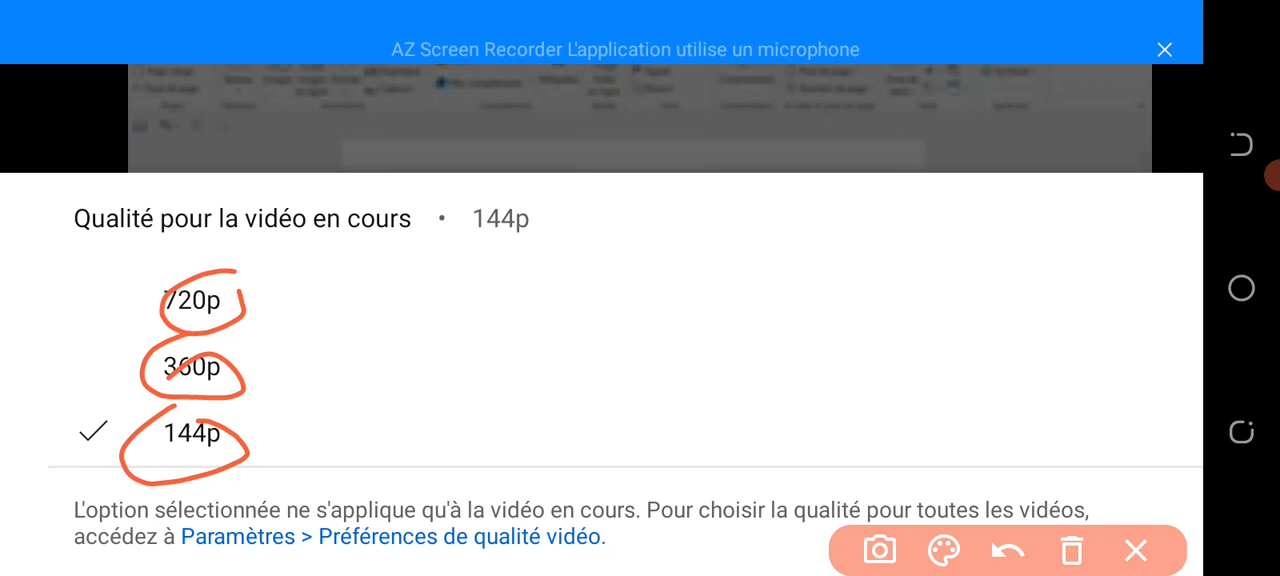 AZ Screen Recorder L'application utilise un microphone
Qualité pour la vidéo en cours • 144p
720p
360p
144p
L'option sélectionnée ne s'applique qu'à la vidéo en cours. Pour choisir la qualité pour toutes les vidéos,
accédez à Paramètres > Préférences de qualité vidéo.